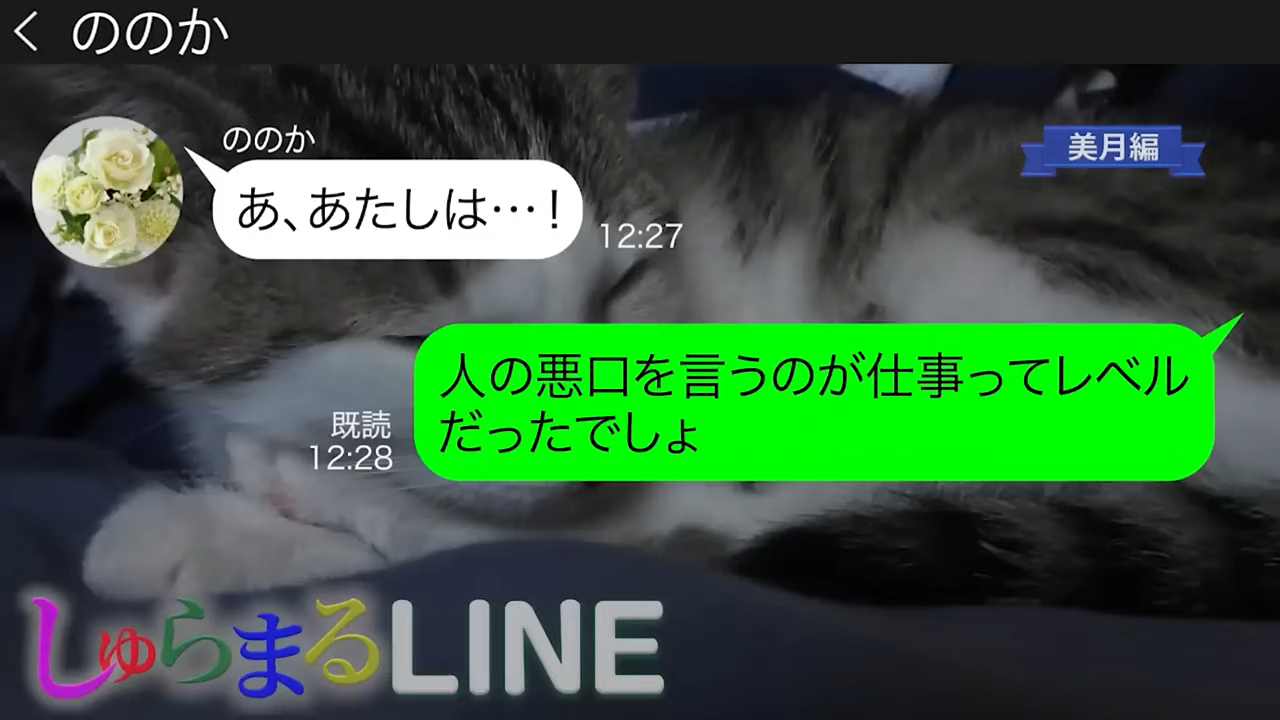 ののか
美月編
ののか
あ、あたしは…！
12:27
人の悪口を言うのが仕事ってレベル
だったでしょ
既読
12:28
しゅらまるLINE